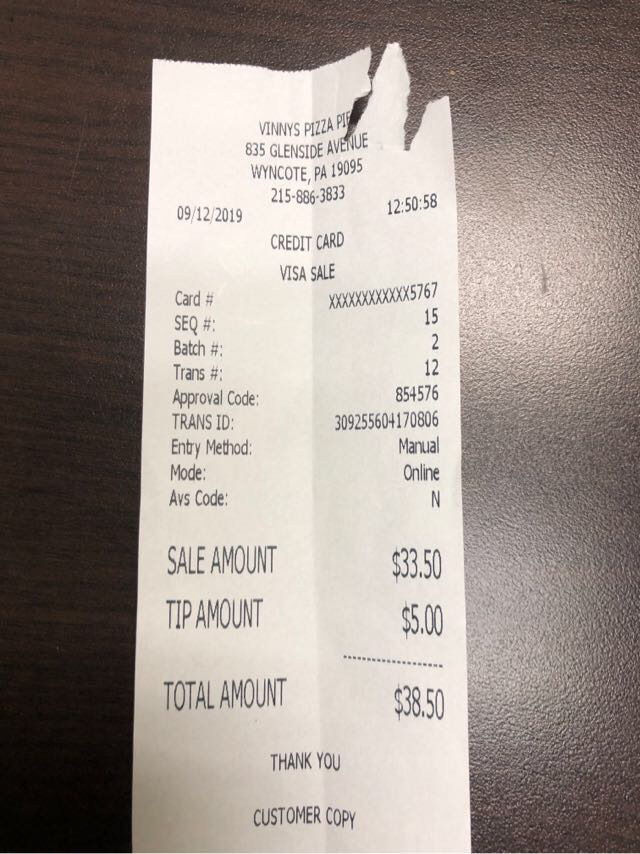 VINNYS PIZZA PIE
835 GLENSIDE AVENUE
WYNCOTE, PA 19095
215-886-3833
09/12/2019 12:50:58
CREDIT CARD
VISA SALE
Card # XXXXXXXXXXXX5767
SEQ #: 15
Batch #: 2
Trans #: 12
Approval Code: 854576
TRANS ID: 309255604170806
Entry Method: Manual
Mode: Online
Avs Code: N
SALE AMOUNT $33.50
TIP AMOUNT $5.00
--------------
TOTAL AMOUNT $38.50
THANK YOU
CUSTOMER COPY